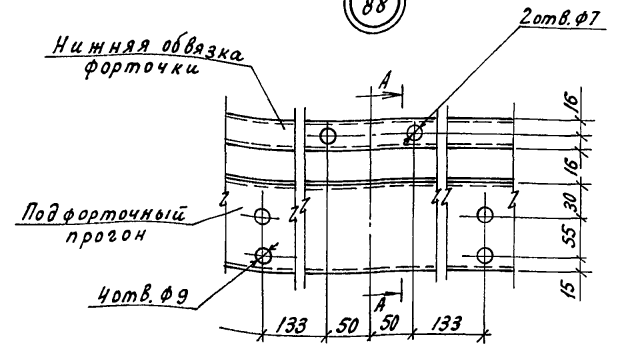 88
2отв. ф7
Нижняя обвязка
форточки
А
16
16
30
Подфорточный
прогон
55
15
4отв. ф9
А
133 50 50 133